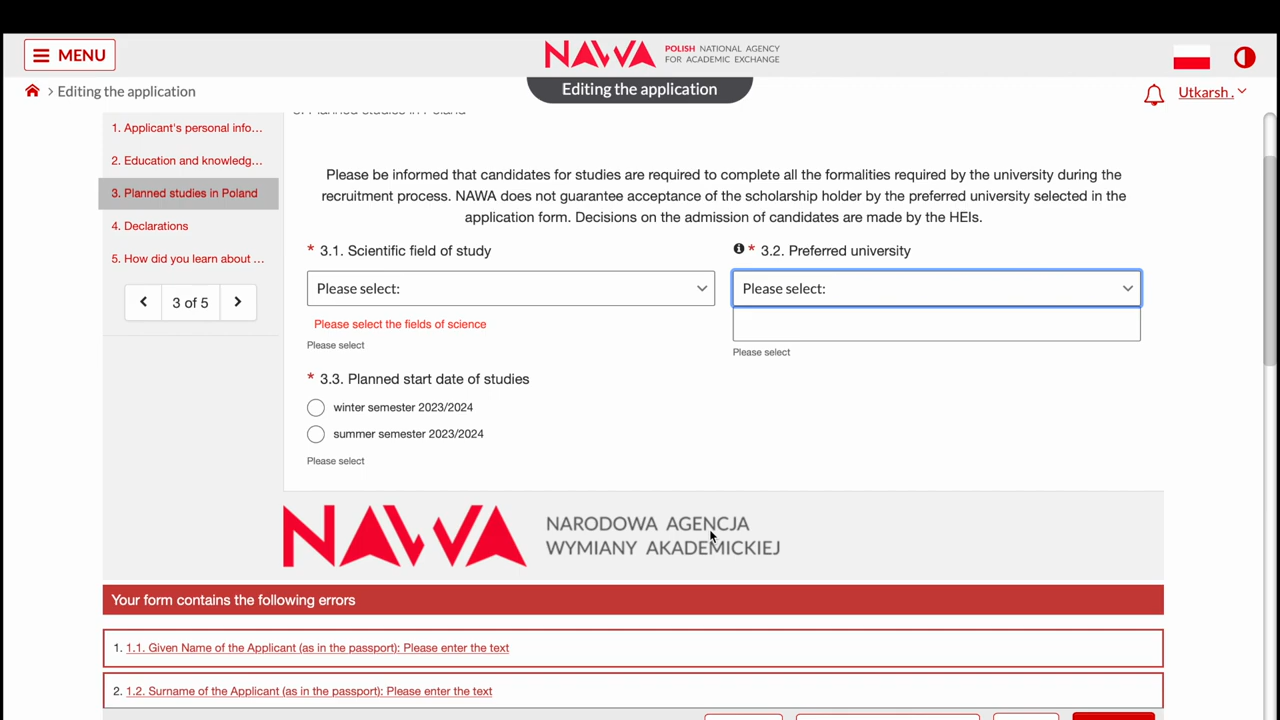 MENU
NAWA
POLISH NATIONAL AGENCY
FOR ACADEMIC EXCHANGE
Editing the application
Editing the application
Utkarsh .
1. Applicant's personal info...
2. Education and knowledg...
3. Planned studies in Poland
4. Declarations
5. How did you learn about ...
3 of 5
3. Planned studies in Poland
Please be informed that candidates for studies are required to complete all the formalities required by the university during the
recruitment process. NAWA does not guarantee acceptance of the scholarship holder by the preferred university selected in the
application form. Decisions on the admission of candidates are made by the HEIs.
* 3.1. Scientific field of study
Please select:
Please select the fields of science
Please select
* 3.2. Preferred university
Please select:
Please select
* 3.3. Planned start date of studies
winter semester 2023/2024
summer semester 2023/2024
Please select
NAWA
NARODOWA AGENCJA
WYMIANY AKADEMICKIEJ
Your form contains the following errors
1. 1.1. Given Name of the Applicant (as in the passport): Please enter the text
2. 1.2. Surname of the Applicant (as in the passport): Please enter the text